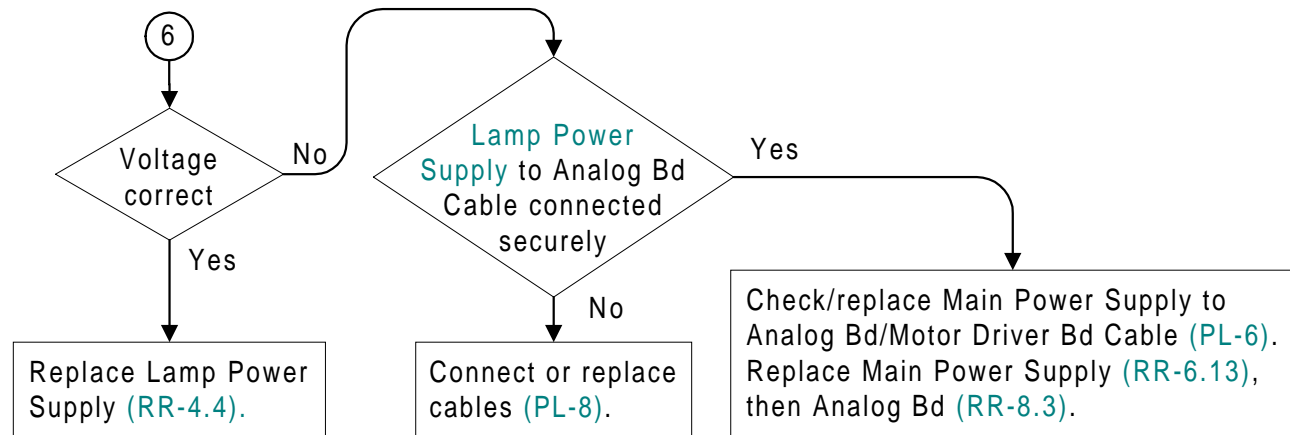 6
Voltage
correct
No
Yes
Replace Lamp Power
Supply (RR-4.4).
Lamp Power
Supply to Analog Bd
Cable connected
securely
No
Connect or replace
cables (PL-8).
Yes
Check/replace Main Power Supply to
Analog Bd/Motor Driver Bd Cable (PL-6).
Replace Main Power Supply (RR-6.13),
then Analog Bd (RR-8.3).